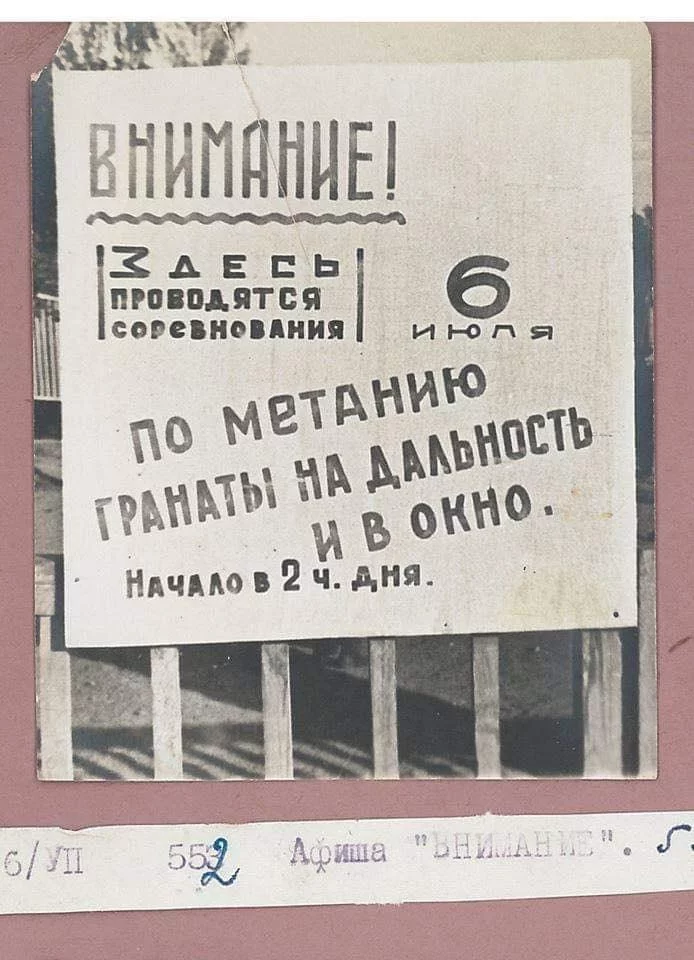 ВНИМАНИЕ!
ЗДЕСЬ
ПРОВОДЯТСЯ
СОРЕВНОВАНИЯ
6
ИЮЛЯ
ПО МЕТАНИЮ
ГРАНАТЫ НА ДАЛЬНОСТЬ
И В ОКНО.
НАЧАЛО В 2 Ч. ДНЯ.
6/УП 552 Афиша "ВНИМАНИЕ".